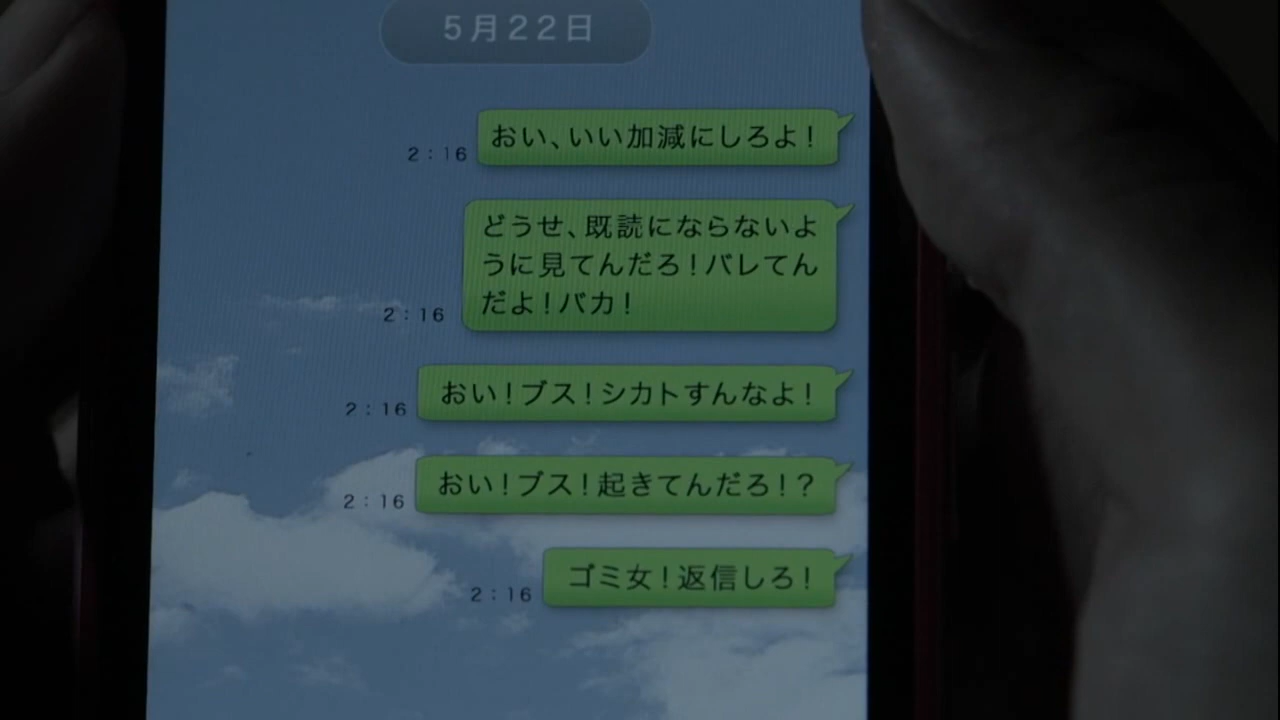 5月22日
おい、いい加減にしろよ!
2:16
どうせ、既読にならないよ
うに見てんだろ!バレてん
だよ!バカ!
2:16
おい!ブス!シカトすんなよ!
2:16
おい!ブス!起きてんだろ!?
2:16
ゴミ女!返信しろ!
2:16